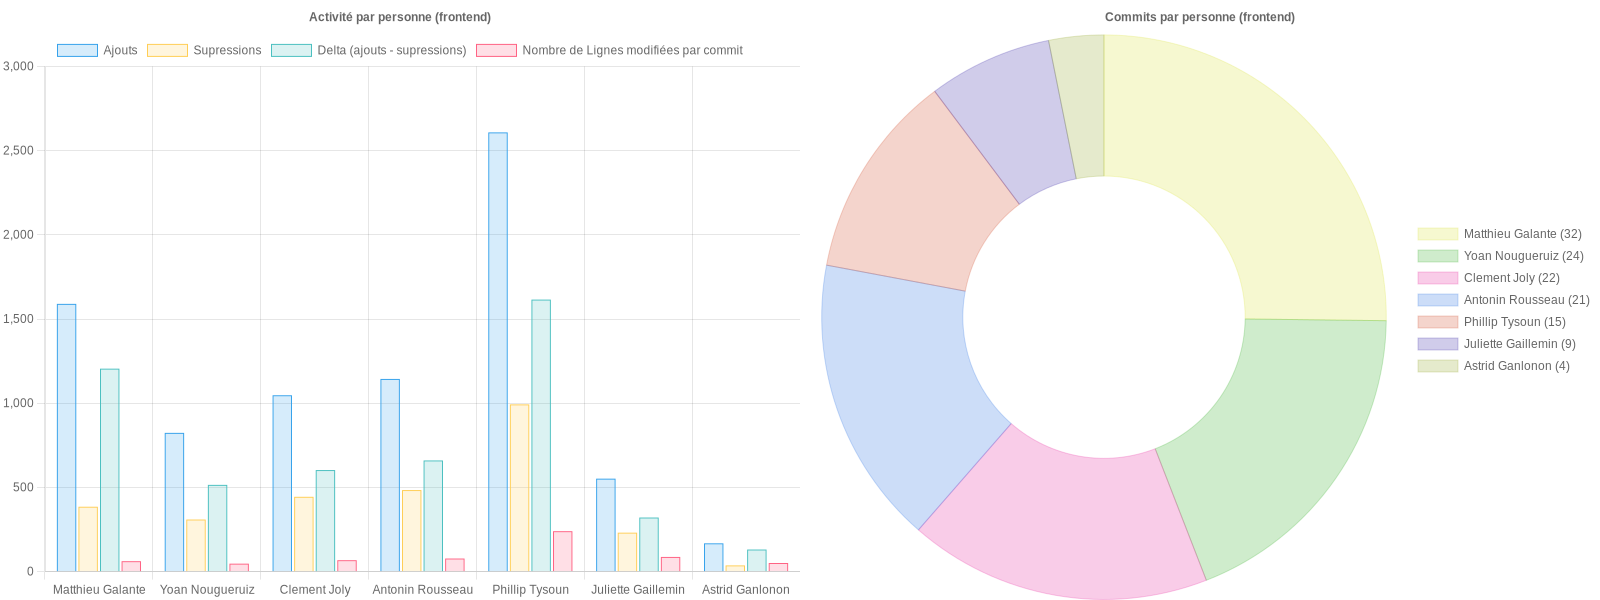 Activité par personne (frontend)
Ajouts
Supressions
Delta (ajouts - supressions)
Nombre de Lignes modifiées par commit
3,000
2,500
2,000
1,500
1,000
500
0
Matthieu Galante
Yoan Nougueruiz
Clement Joly
Antonin Rousseau
Phillip Tysoun
Juliette Gaillemin
Astrid Ganlonon
Commits par personne (frontend)
Matthieu Galante (32)
Yoan Nougueruiz (24)
Clement Joly (22)
Antonin Rousseau (21)
Phillip Tysoun (15)
Juliette Gaillemin (9)
Astrid Ganlonon (4)